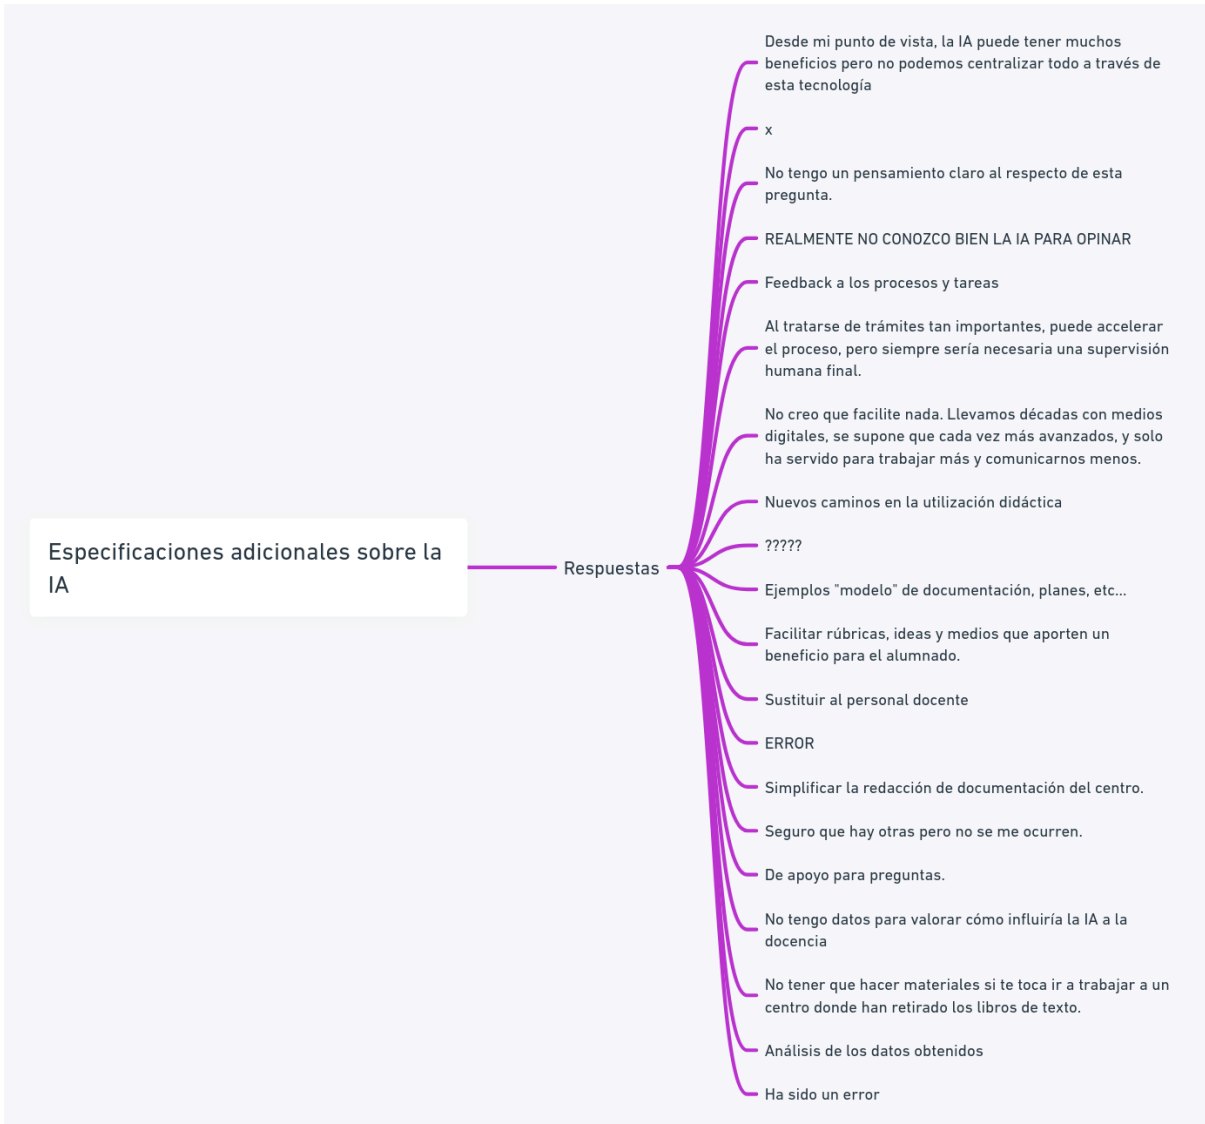 Especificaciones adicionales sobre la
IA
Respuestas
Desde mi punto de vista, la IA puede tener muchos
beneficios pero no podemos centralizar todo a través de
esta tecnología
x
No tengo un pensamiento claro al respecto de esta
pregunta.
REALMENTE NO CONOZCO BIEN LA IA PARA OPINAR
Feedback a los procesos y tareas
Al tratarse de trámites tan importantes, puede accelerar
el proceso, pero siempre sería necesaria una supervisión
humana final.
No creo que facilite nada. Llevamos décadas con medios
digitales, se supone que cada vez más avanzados, y solo
ha servido para trabajar más y comunicarnos menos.
Nuevos caminos en la utilización didáctica
?????
Ejemplos "modelo" de documentación, planes, etc...
Facilitar rúbricas, ideas y medios que aporten un
beneficio para el alumnado.
Sustituir al personal docente
ERROR
Simplificar la redacción de documentación del centro.
Seguro que hay otras pero no se me ocurren.
De apoyo para preguntas.
No tengo datos para valorar cómo influiría la IA a la
docencia
No tener que hacer materiales si te toca ir a trabajar a un
centro donde han retirado los libros de texto.
Análisis de los datos obtenidos
Ha sido un error